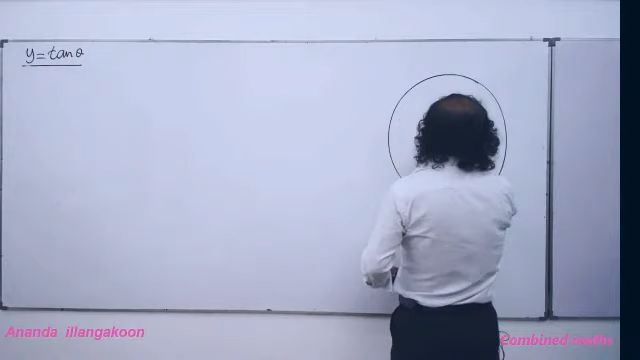 y = tan θ
Ananda illangakoon
Combined maths